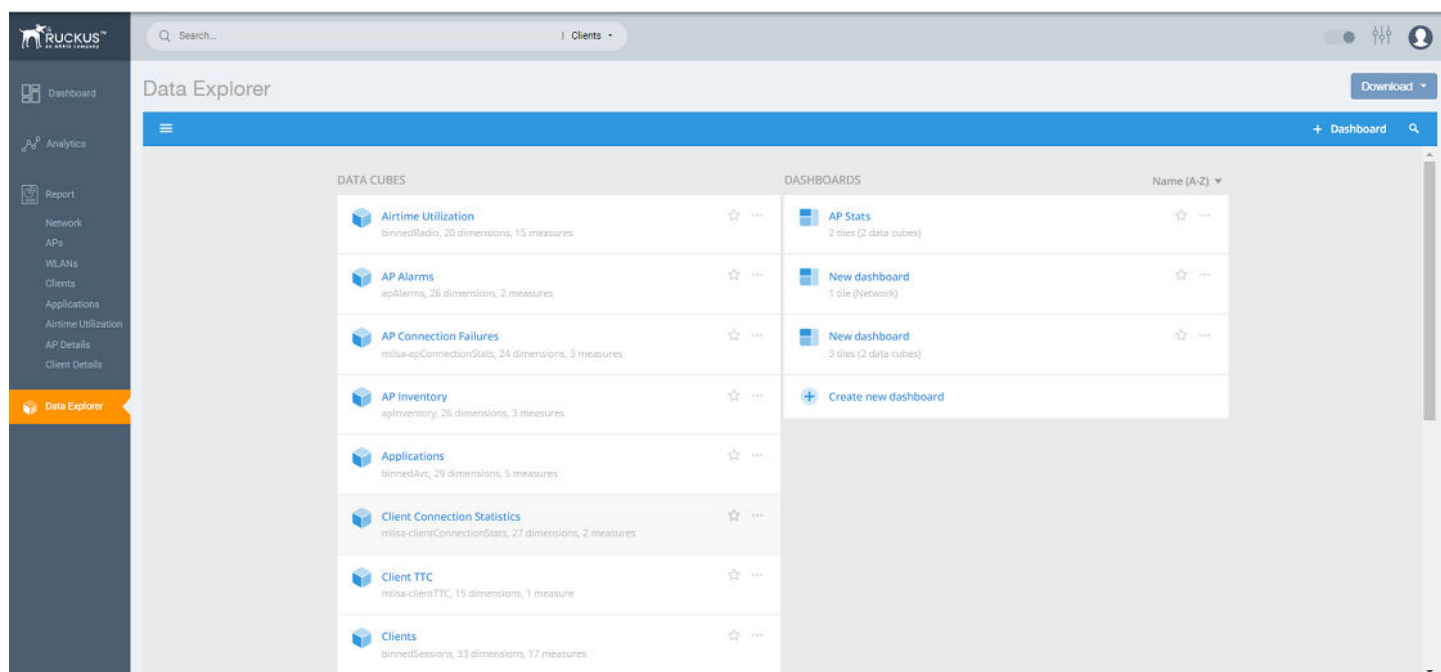 RUCKUS™
an ARRIS company
Search...
| Clients
Dashboard
Analytics
Report
Network
APs
WLANs
Clients
Applications
Airtime Utilization
AP Details
Client Details
Data Explorer
Data Explorer
Download
+ Dashboard
DATA CUBES
Airtime Utilization
binnedRadio, 20 dimensions, 15 measures
AP Alarms
apAlarms, 26 dimensions, 2 measures
AP Connection Failures
mlisa-apConnectionStats, 24 dimensions, 3 measures
AP Inventory
apInventory, 26 dimensions, 3 measures
Applications
binnedAvc, 29 dimensions, 5 measures
Client Connection Statistics
mlisa-clientConnectionStats, 27 dimensions, 2 measures
Client TTC
mlisa-clientTTC, 15 dimensions, 1 measure
Clients
binnedSessions, 33 dimensions, 17 measures
DASHBOARDS
Name (A-Z)
AP Stats
2 tiles (2 data cubes)
New dashboard
1 tile (Network)
New dashboard
3 tiles (2 data cubes)
Create new dashboard